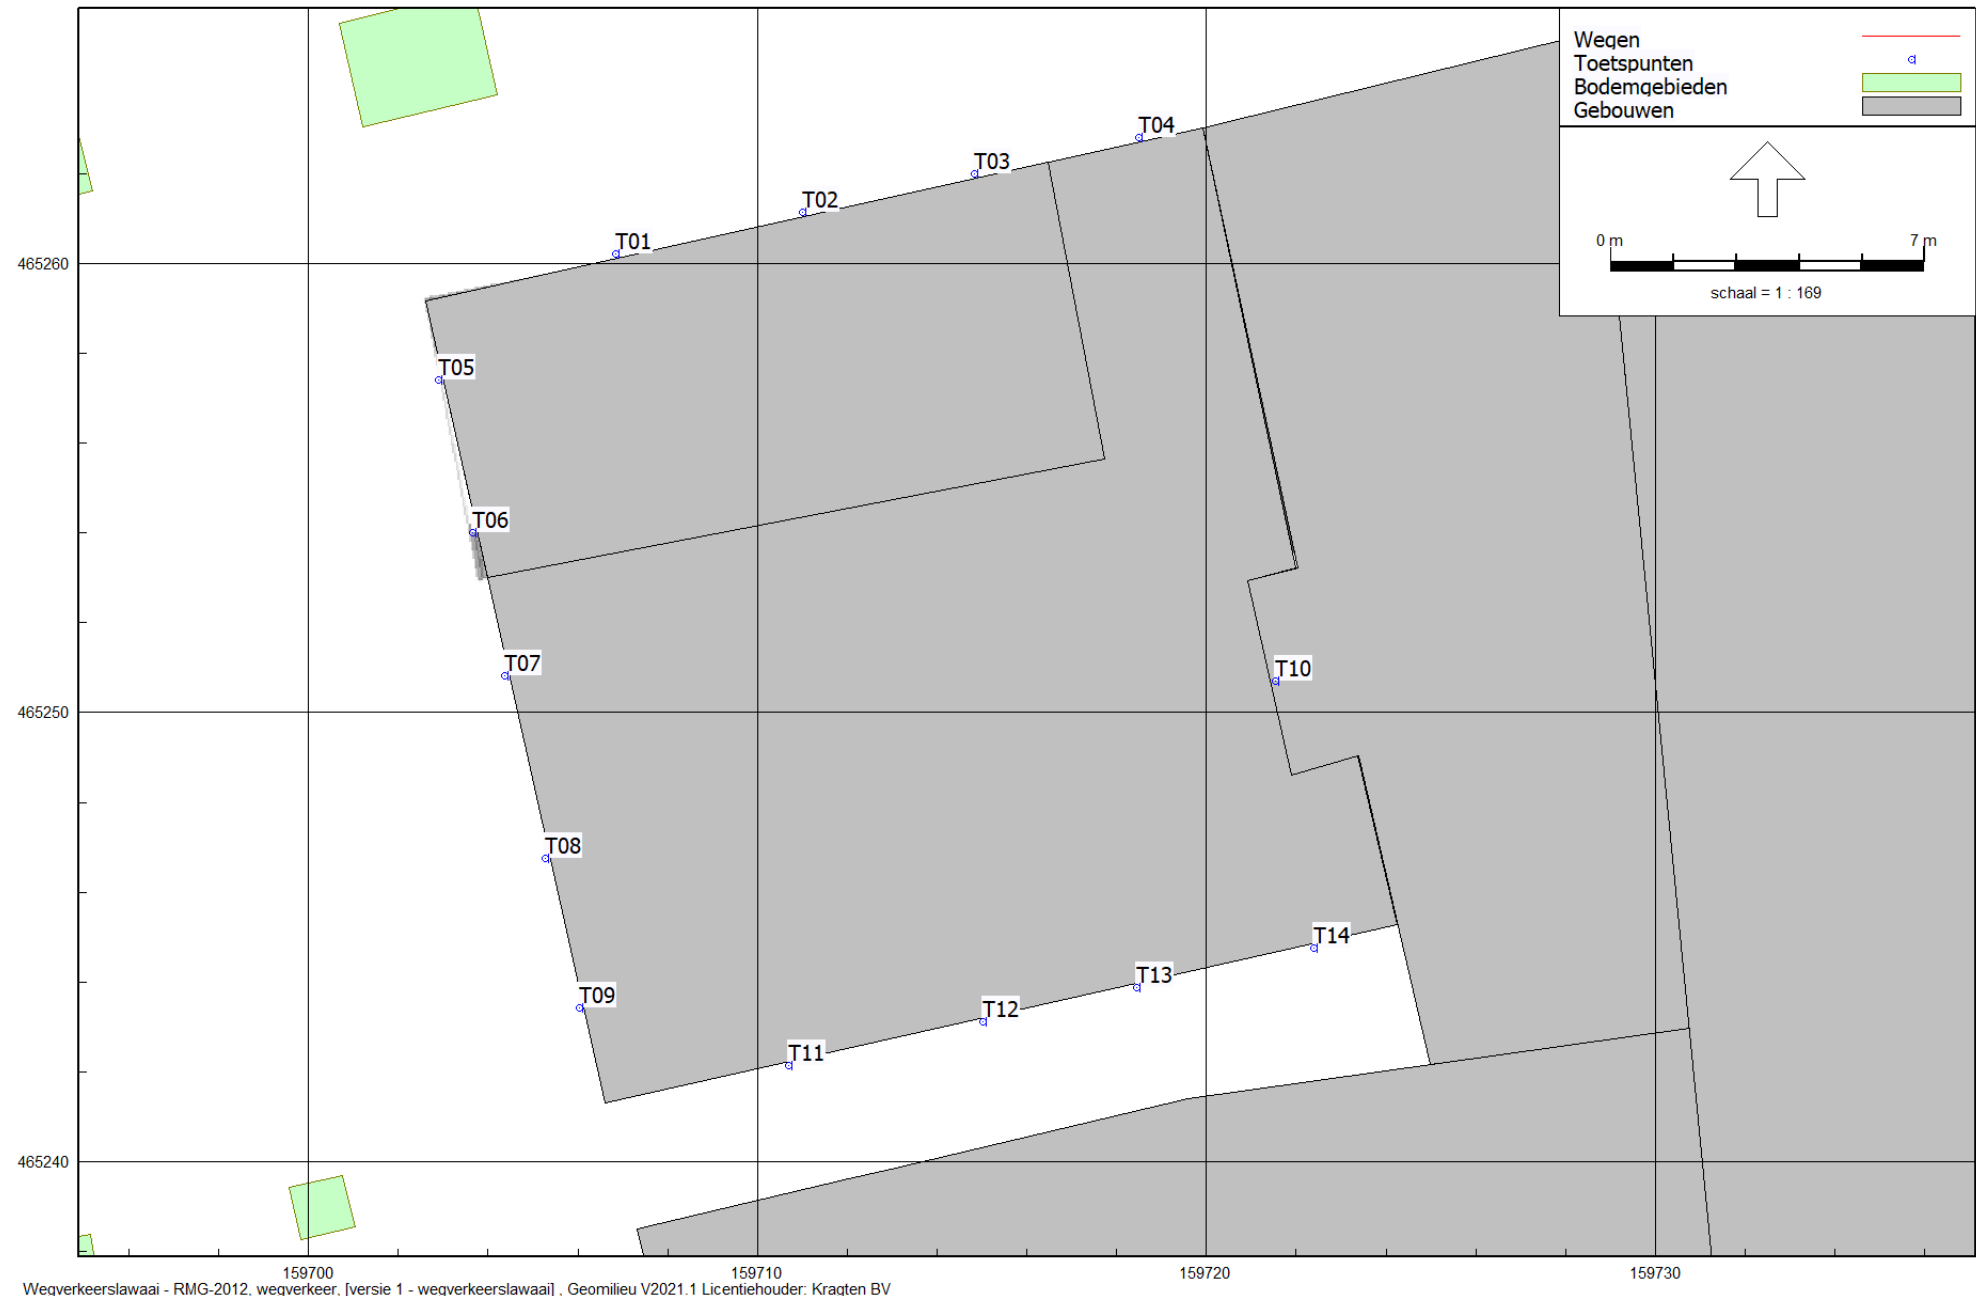 Wegen
Toetspunten
Bodemgebieden
Gebouwen
0 m 7 m
schaal = 1 : 169
T04
T03
T02
T01
465260
T05
T06
T07
T10
465250
T08
T14
T13
T09
T12
T11
465240
159700 159710 159720 159730
Wegverkeerslawaai - RMG-2012, wegverkeer, [versie 1 - wegverkeerslawaai] , Geomilieu V2021.1 Licentiehouder: Kragten BV